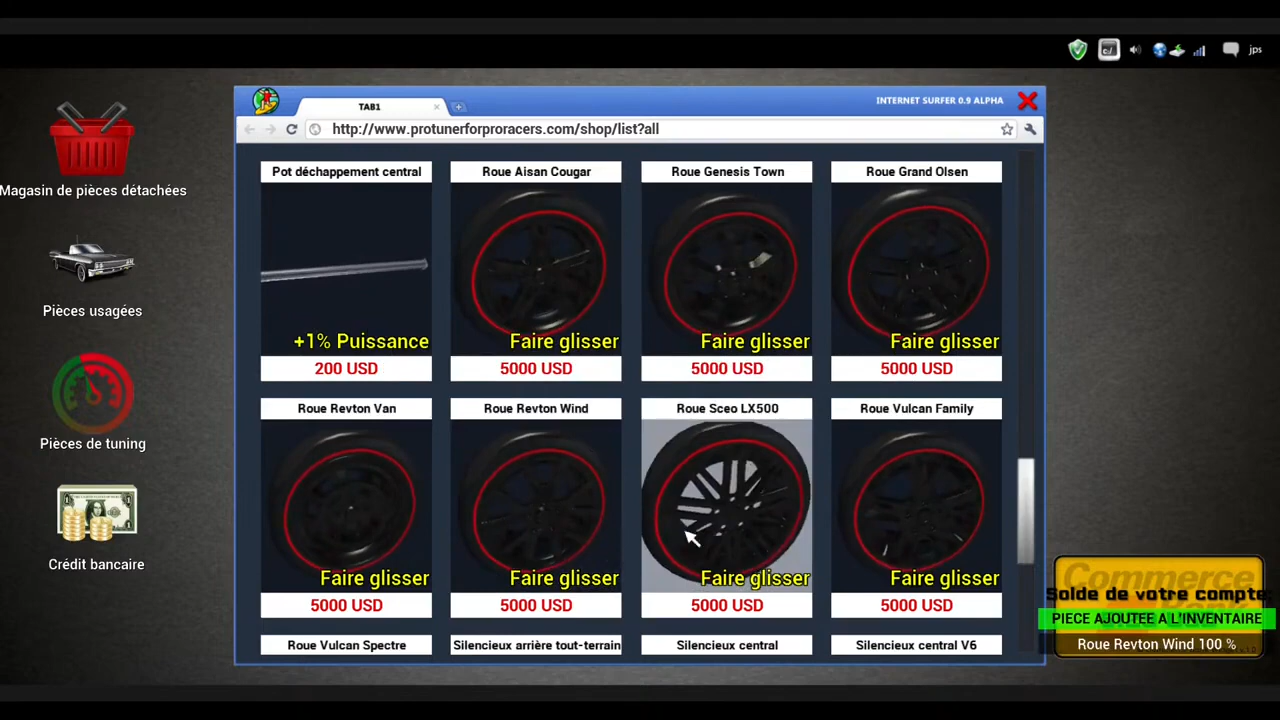 jps
TAB1
INTERNET SURFER 0.9 ALPHA
http://www.protunerforproracers.com/shop/list?all
Magasin de pièces détachées
Pièces usagées
Pièces de tuning
Crédit bancaire
Pot déchappement central
Roue Aisan Cougar
Roue Genesis Town
Roue Grand Olsen
+1% Puissance
Faire glisser
Faire glisser
Faire glisser
200 USD
5000 USD
5000 USD
5000 USD
Roue Revton Van
Roue Revton Wind
Roue Sceo LX500
Roue Vulcan Family
Faire glisser
Faire glisser
Faire glisser
Faire glisser
5000 USD
5000 USD
5000 USD
5000 USD
Roue Vulcan Spectre
Silencieux arrière tout-terrain
Silencieux central
Silencieux central V6
Commerce
Solde de votre compte:
PIECE AJOUTEE A L'INVENTAIRE
Roue Revton Wind 100 %